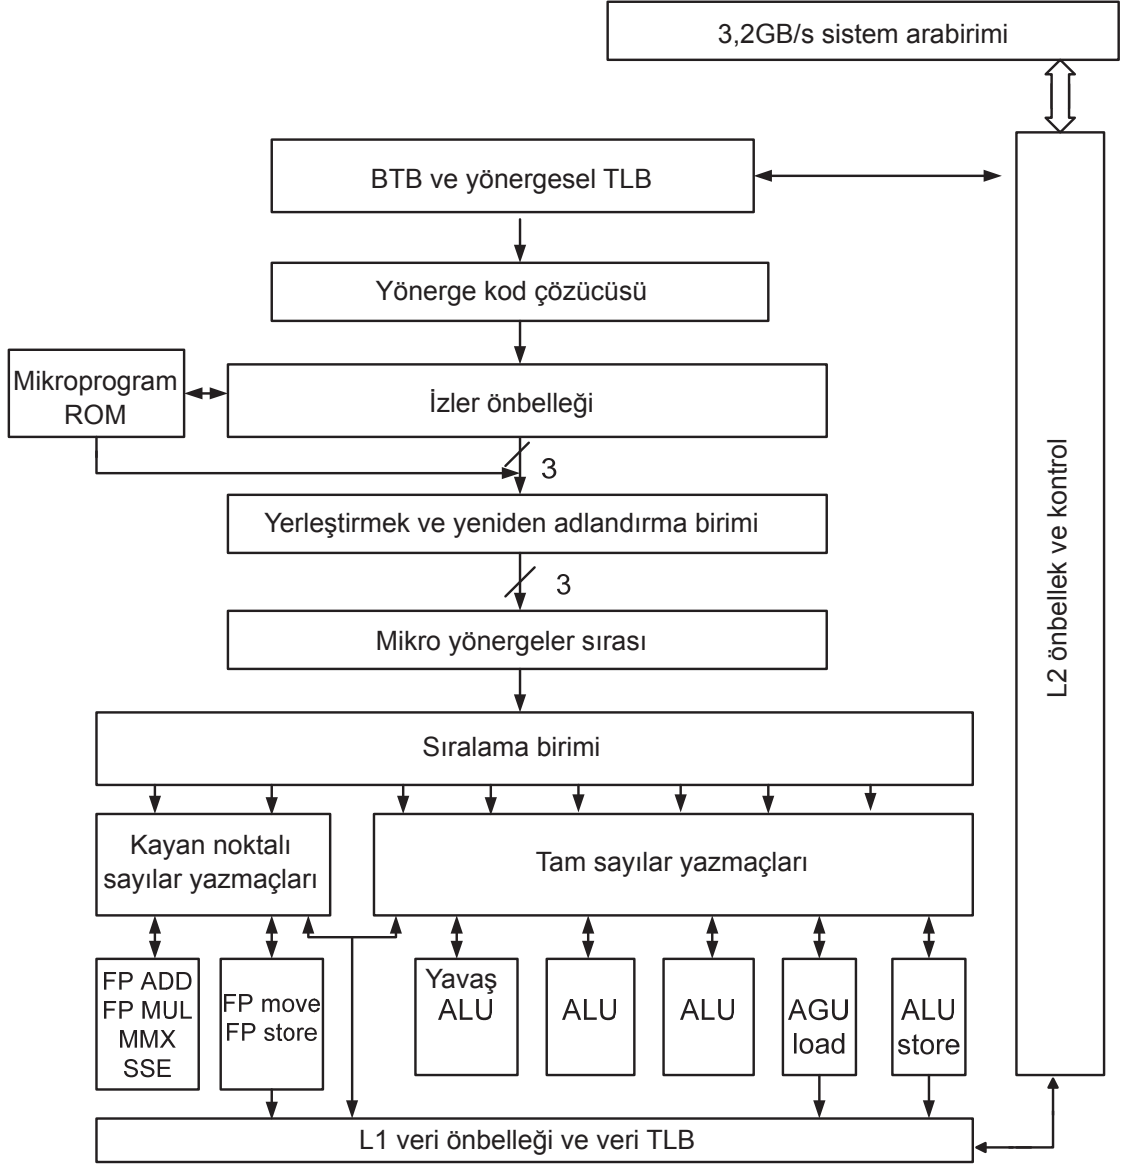 3,2GB/s sistem arabirimi
BTB ve yönergesel TLB
Yönerge kod çözücüsü
Mikroprogram
ROM
İzler önbelleği
3
Yerleştirmek ve yeniden adlandırma birimi
3
Mikro yönergeler sırası
L2 önbellek ve kontrol
Sıralama birimi
Kayan noktalı
sayılar yazmaçları
Tam sayılar yazmaçları
FP ADD
FP MUL
MMX
SSE
FP move
FP store
Yavaş
ALU
ALU
ALU
AGU
load
ALU
store
L1 veri önbelleği ve veri TLB